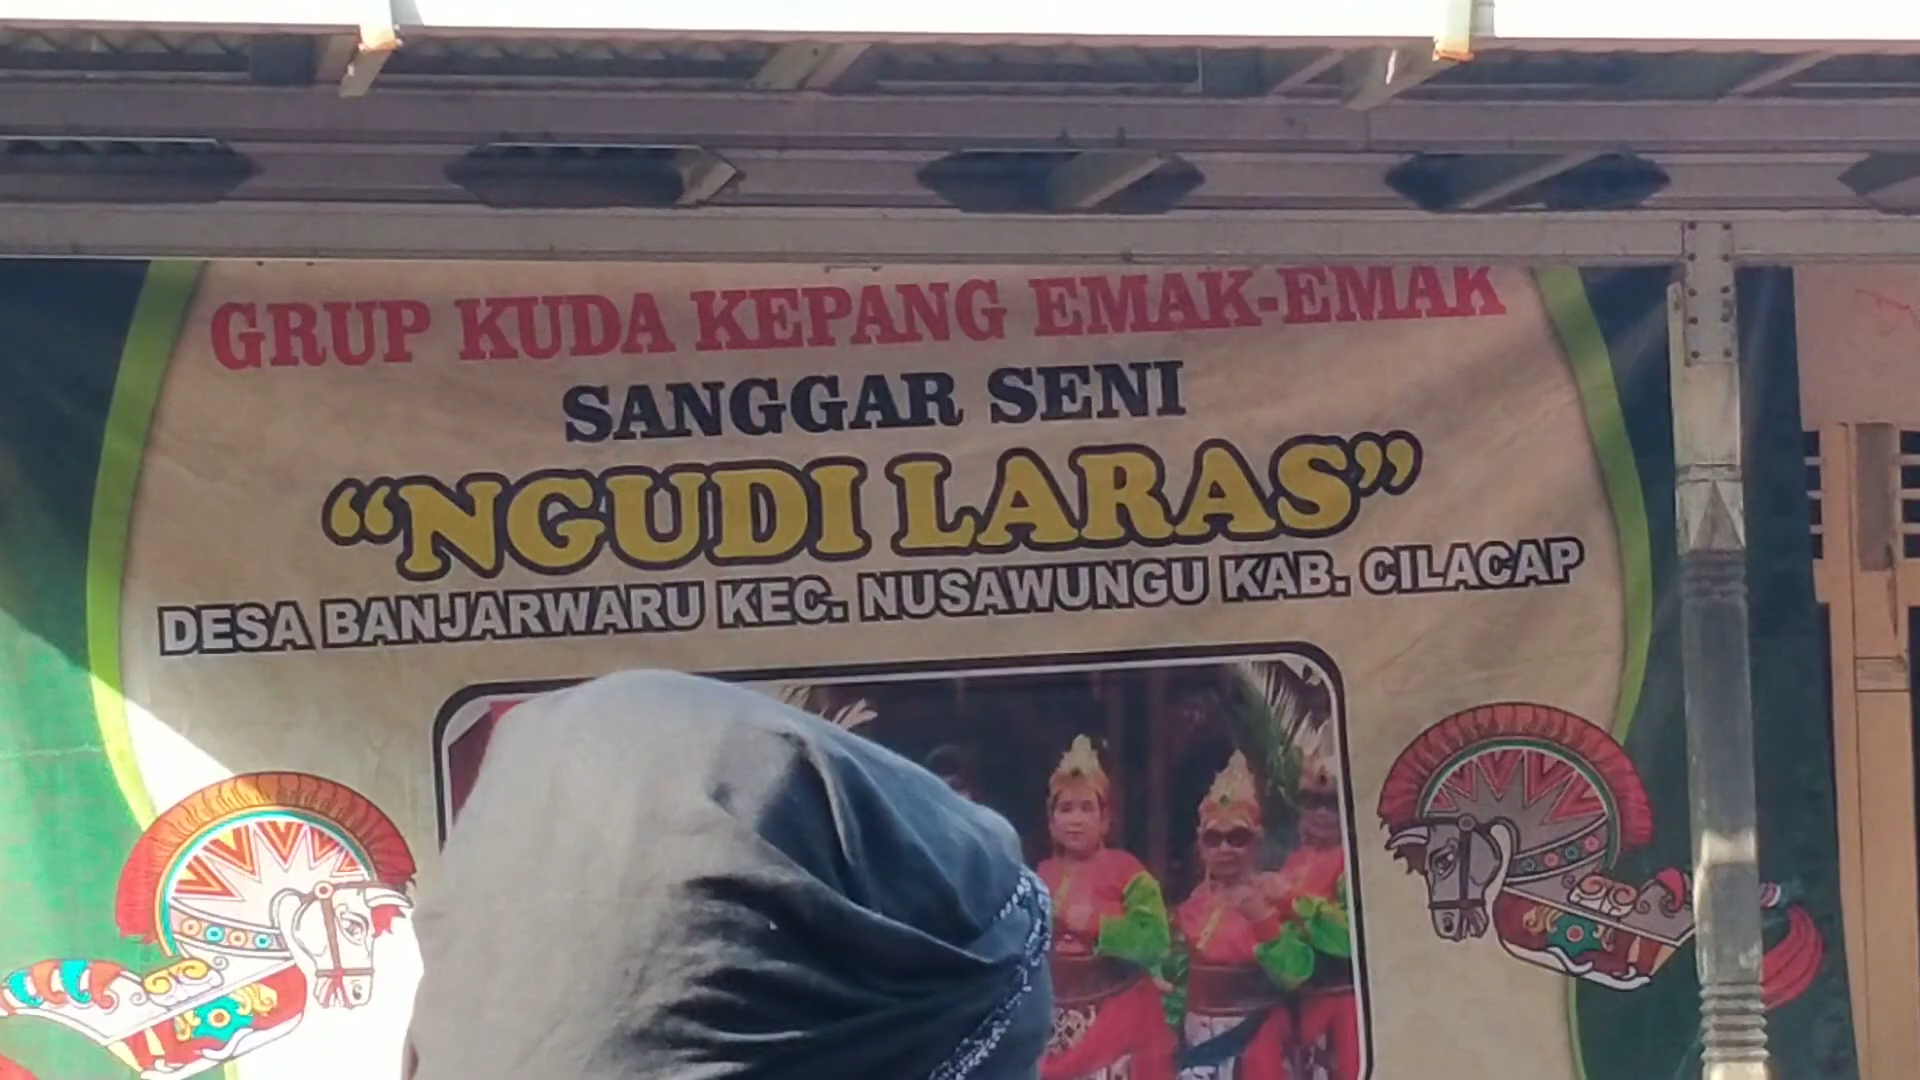 GRUP KUDA KEPANG EMAK-EMAK
SANGGAR SENI
“NGUDI LARAS”
DESA BANJARWARU KEC. NUSAWUNGU KAB. CILACAP